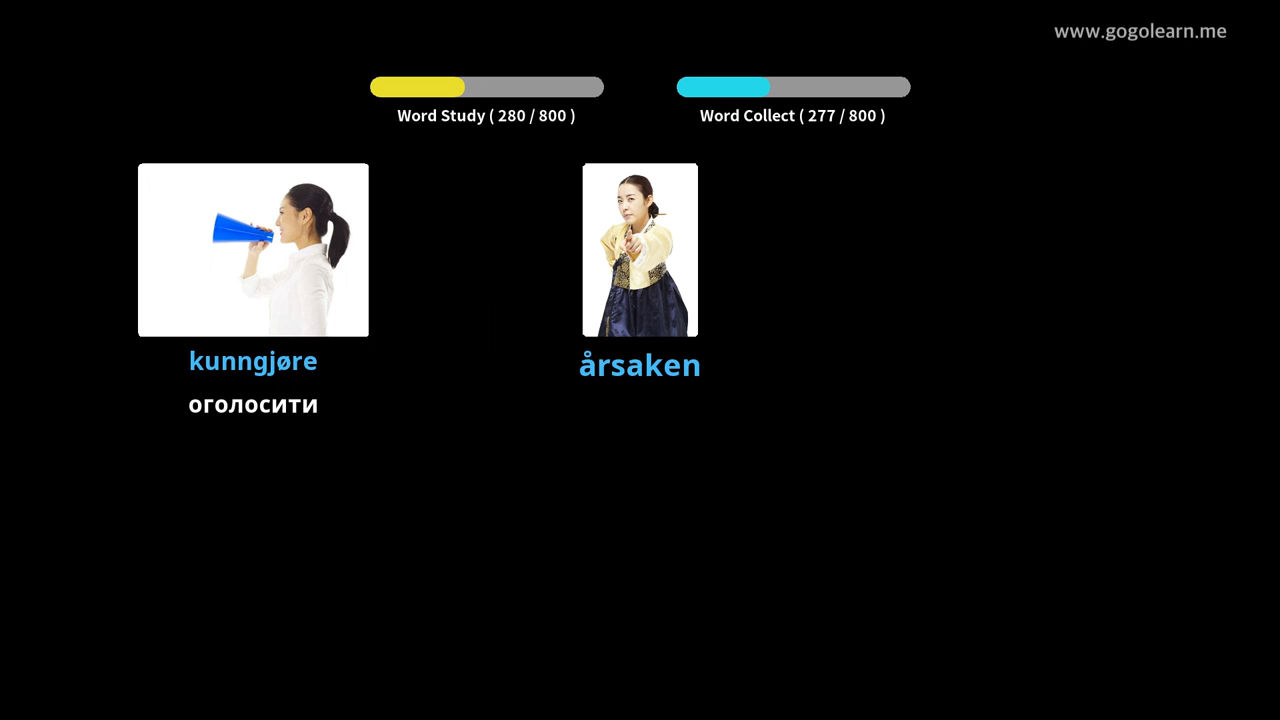 www.gogolearn.me
Word Study ( 280 / 800 )
Word Collect ( 277 / 800 )
kunngjøre
оголосити
årsaken